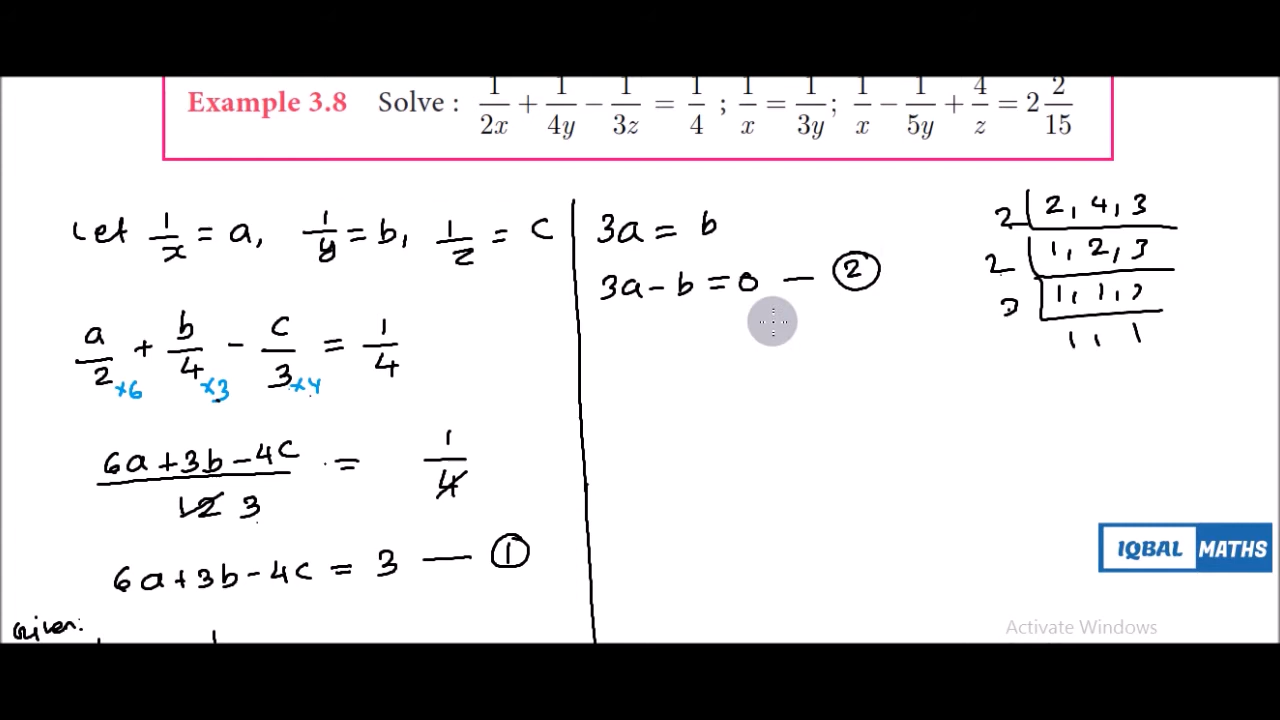 Example 3.8 Solve : 1/2x + 1/4y − 1/3z = 1/4 ; 1/x = 1/3y ; 1/x − 1/5y + 4/z = 2 2/15
Let 1/x = a, 1/y = b, 1/z = c
a/2 + b/4 − c/3 = 1/4
×6 ×3 ×4
6a + 3b − 4c / 12 3 = 1/4
6a + 3b − 4c = 3 — ①
Given:
3a = b
3a − b = 0 — ②
2 | 2, 4, 3
2 | 1, 2, 3
3 | 1, 1, 3
1, 1, 1
IQBAL MATHS
Activate Windows